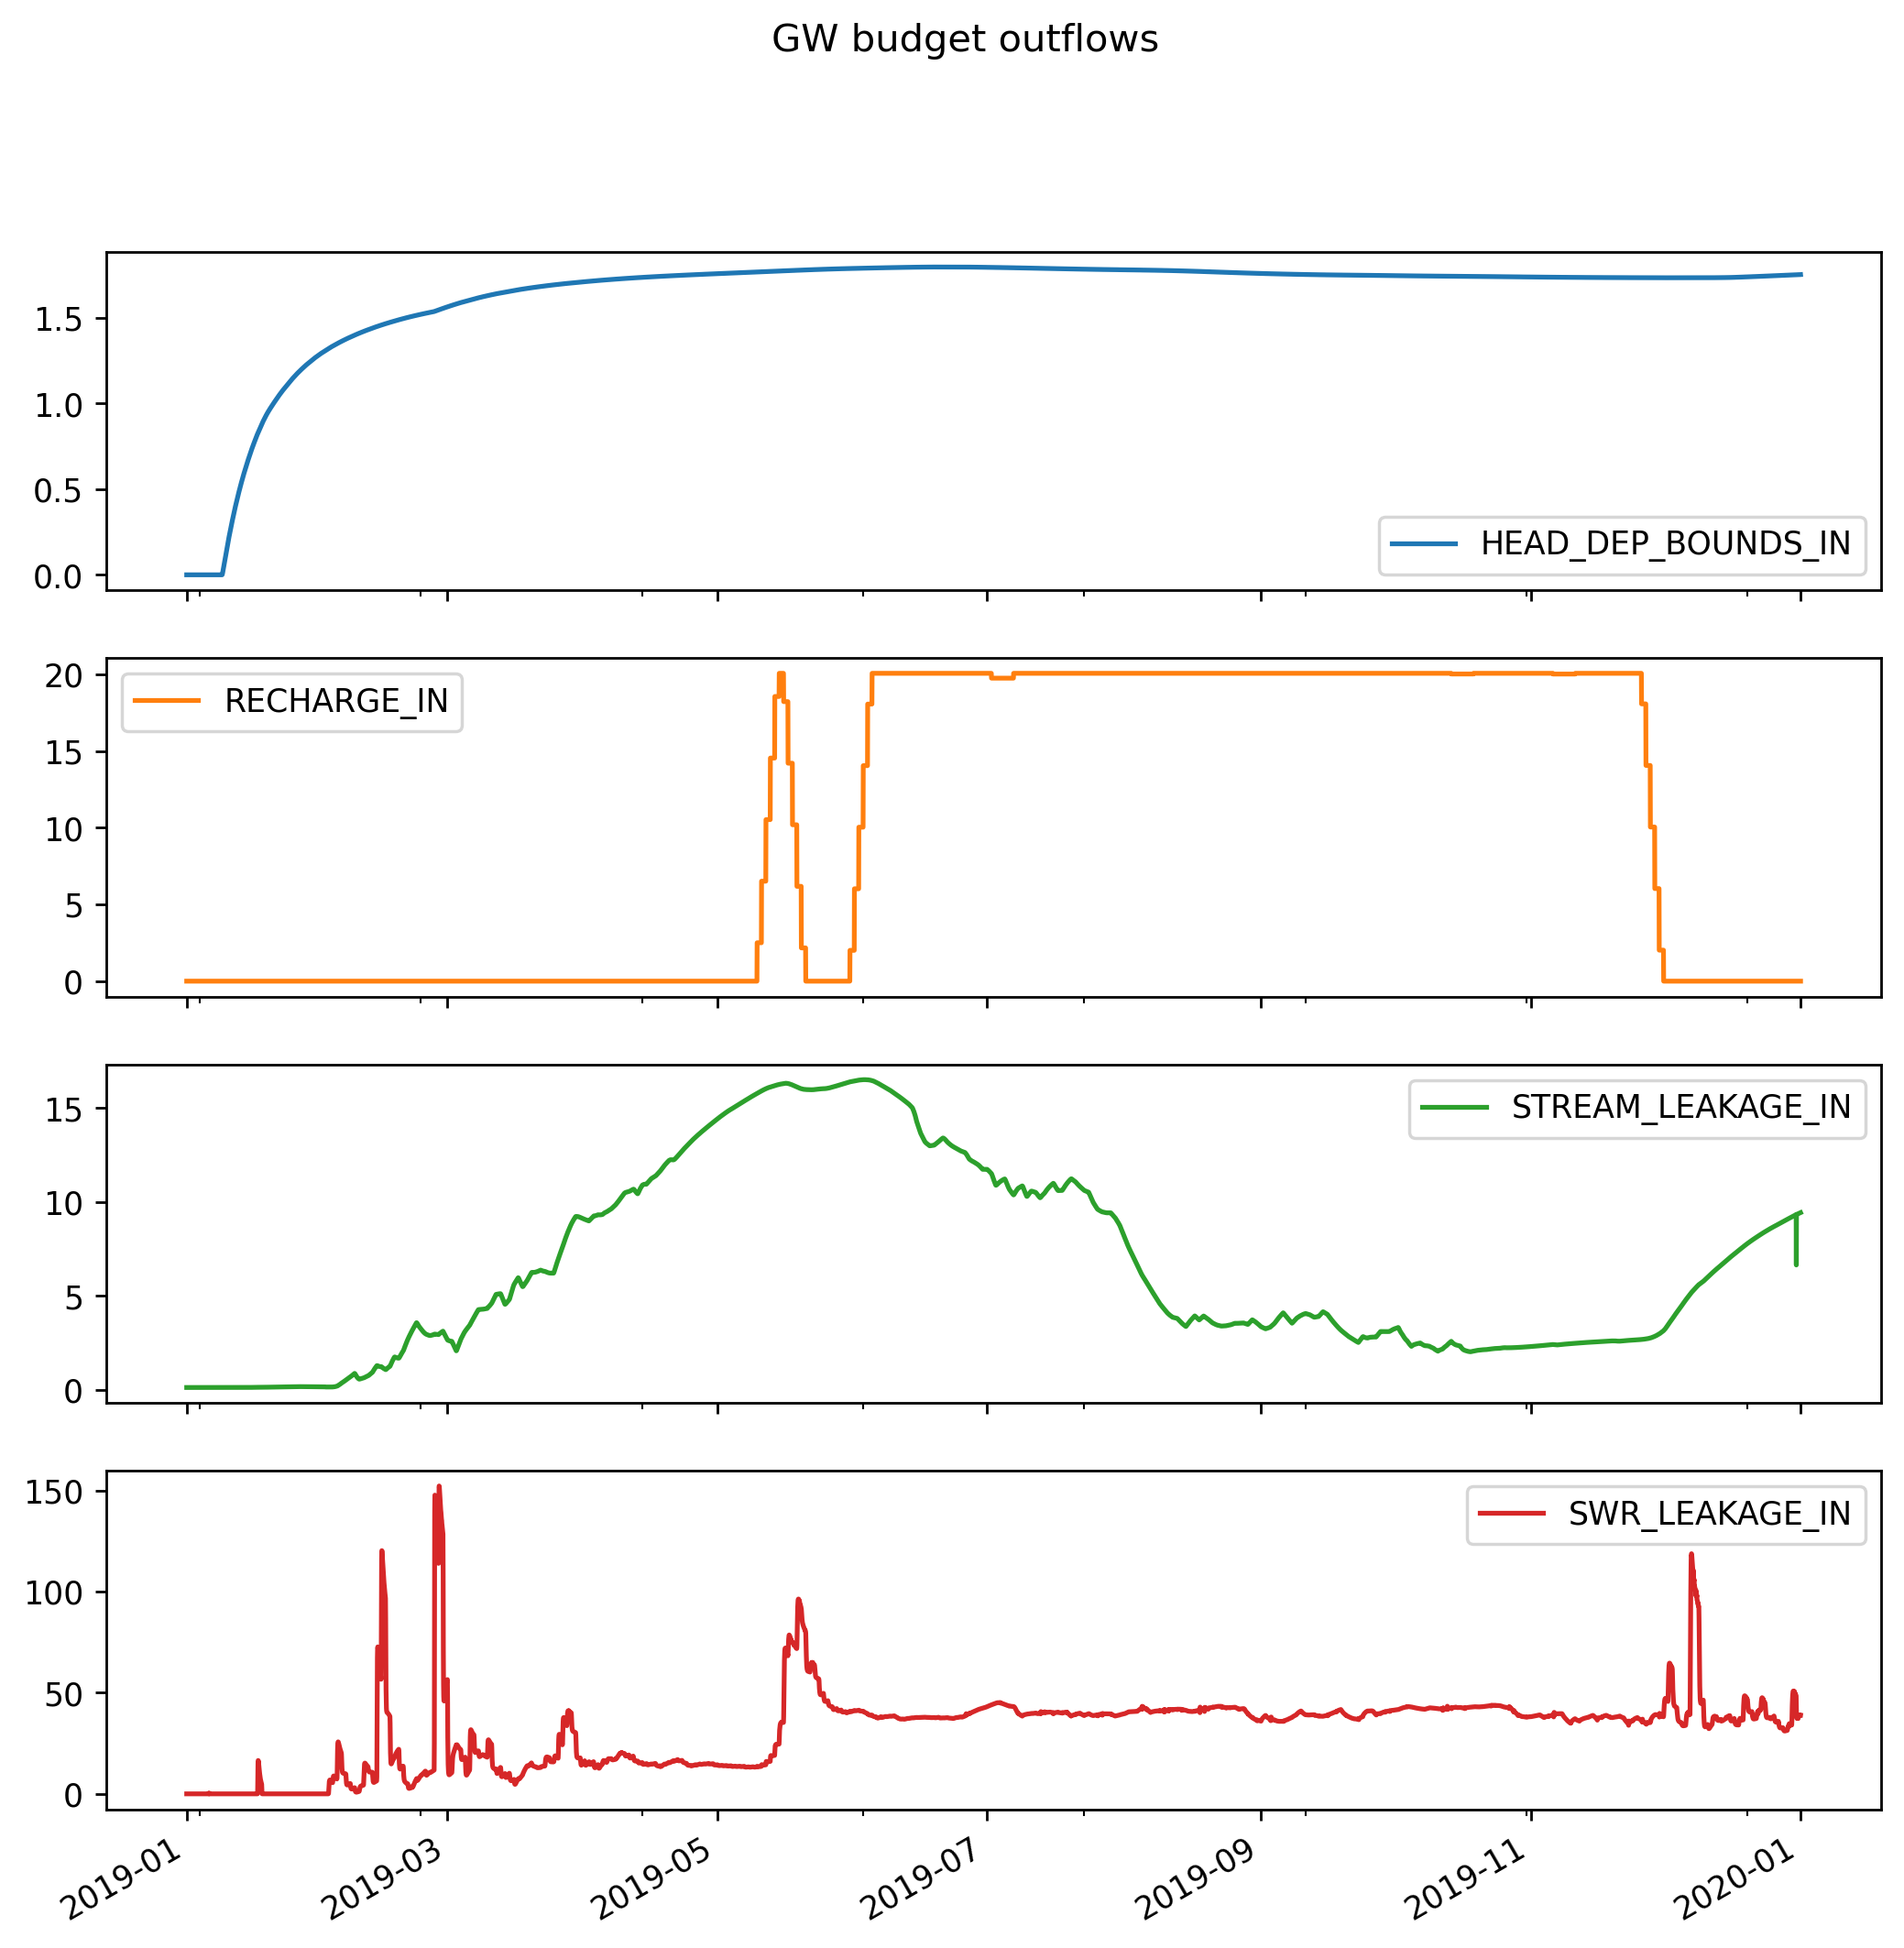 GW budget outflows
1.5
1.0
0.5
0.0
HEAD_DEP_BOUNDS_IN
20
15
10
5
0
RECHARGE_IN
15
10
5
0
STREAM_LEAKAGE_IN
150
100
50
0
SWR_LEAKAGE_IN
2019-01 2019-03 2019-05 2019-07 2019-09 2019-11 2020-01